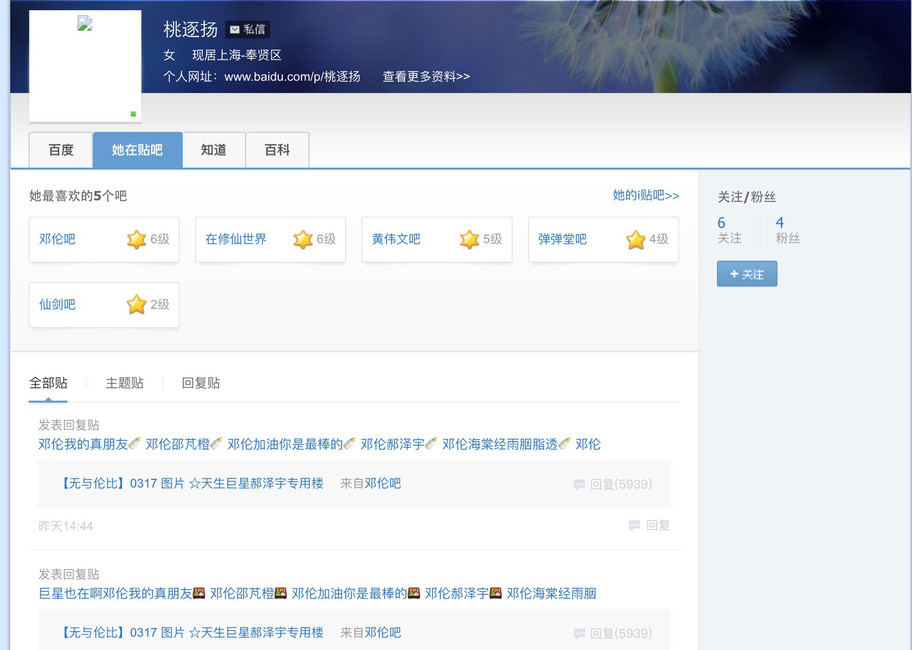 桃逐扬 私信
女 现居上海-奉贤区
个人网址：www.baidu.com/p/桃逐扬 查看更多资料>>
百度 她在贴吧 知道 百科
她最喜欢的5个吧 她的i贴吧>>
邓伦吧 6级 在修仙世界 6级 黄伟文吧 5级 弹弹堂吧 4级
仙剑吧 2级
关注/粉丝
6 4
关注 粉丝
+ 关注
全部贴 主题贴 回复贴
发表回复贴
邓伦我的真朋友 邓伦邵芃橙 邓伦加油你是最棒的 邓伦郝泽宇 邓伦海棠经雨胭脂透 邓伦
【无与伦比】0317 图片 ☆天生巨星郝泽宇专用楼 来自邓伦吧 回复(5939)
昨天14:44 回复
发表回复贴
巨星也在啊邓伦我的真朋友 邓伦邵芃橙 邓伦加油你是最棒的 邓伦郝泽宇 邓伦海棠经雨胭
【无与伦比】0317 图片 ☆天生巨星郝泽宇专用楼 来自邓伦吧 回复(5939)